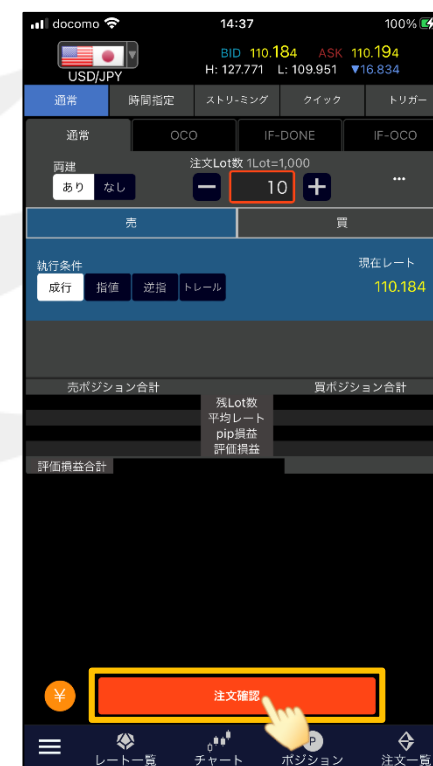 docomo 14:37 100%
BID 110.184 ASK 110.194
USD/JPY H: 127.771 L: 109.951 ▼16.834
通常 時間指定 ストリーミング クイック トリガー
通常 OCO IF-DONE IF-OCO
両建 注文Lot数 1Lot=1,000
あり なし － 10 + ...
売 買
執行条件 現在レート
成行 指値 逆指 トレール 110.184
売ポジション合計 買ポジション合計
残Lot数
平均レート
pip損益
評価損益
評価損益合計
¥ 注文確認
レート一覧 チャート P ポジション 注文一覧